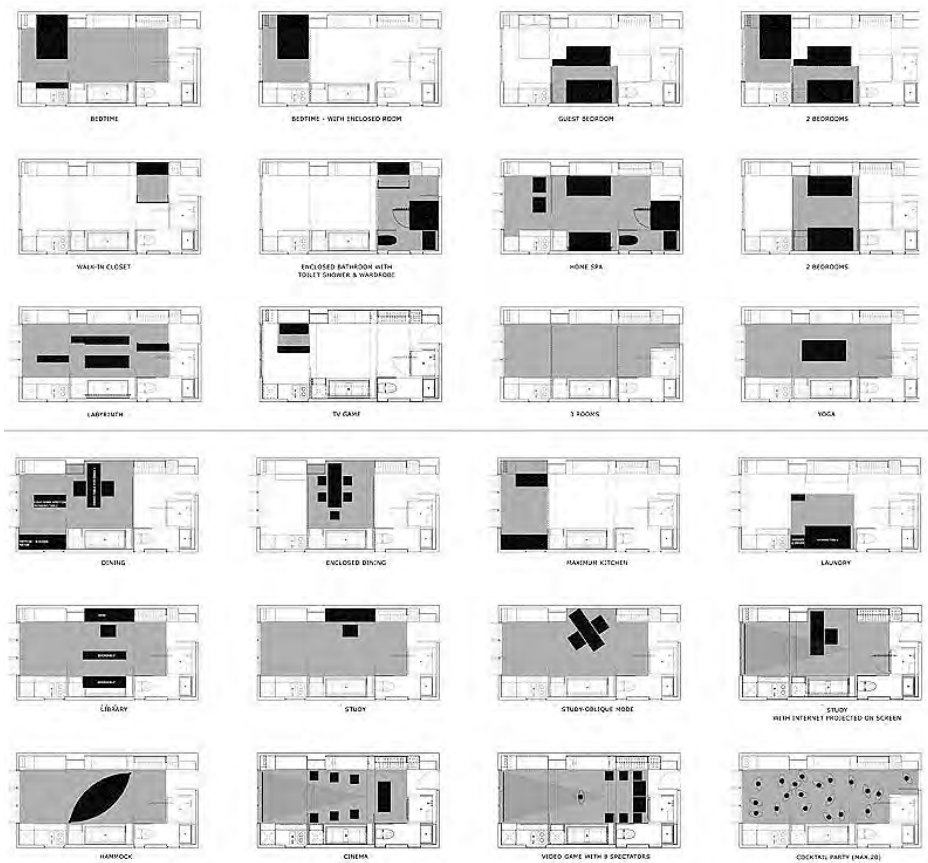 BEDTIME
BEDTIME - WITH ENCLOSED ROOM
GUEST BEDROOM
2 BEDROOMS
WALK-IN CLOSET
ENCLOSED BATHROOM WITH
TOILET SHOWER & WARDROBE
HOME SPA
2 BEDROOMS
LABYRINTH
TV GAME
3 ROOMS
YOGA
DINING
ENCLOSED DINING
MAXIMUM KITCHEN
LAUNDRY
BOOKSHELF
LIBRARY
STUDY
STUDY-OBLIQUE MODE
STUDY
WITH INTERNET PROJECTED ON SCREEN
HAMMOCK
CINEMA
VIDEO GAME WITH 8 SPECTATORS
COCKTAIL PARTY (MAX.20)